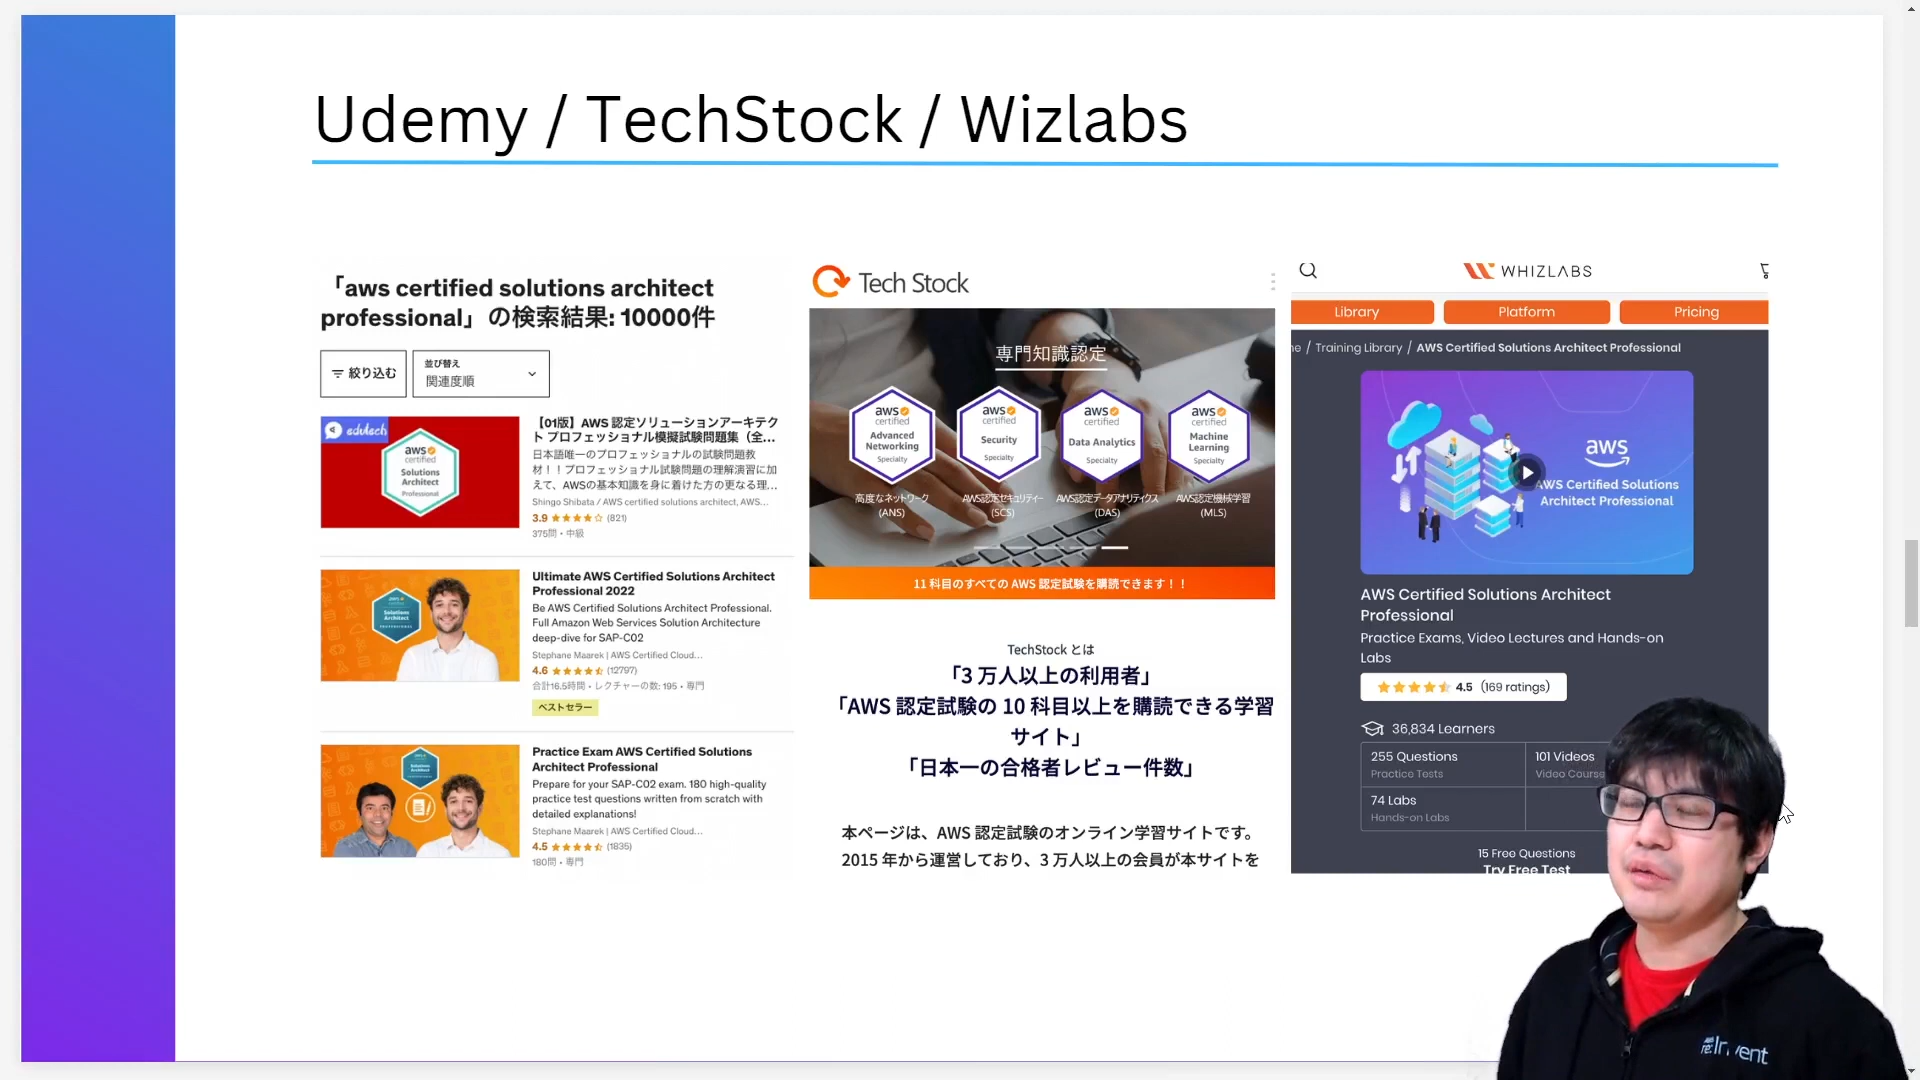 Udemy / TechStock / Wizlabs
「aws certified solutions architect
professional」の検索結果: 10000件
絞り込む
並び替え
関連度順
edutech
aws
certified
Solutions
Architect
Professional
【01版】AWS 認定ソリューションアーキテク
ト プロフェッショナル模擬試験問題集（全...
日本語唯一のプロフェッショナルの試験問題教
材！！プロフェッショナル試験問題の理解演習に加
えて、AWSの基本知識を身に着けた方の更なる理...
Shingo Shibata / AWS certified solutions architect, AWS...
3.9 (821)
375問・中級
Ultimate AWS Certified Solutions Architect
Professional 2022
Be AWS Certified Solutions Architect Professional.
Full Amazon Web Services Solution Architecture
deep-dive for SAP-C02
Stephane Maarek | AWS Certified Cloud...
4.6 (12797)
合計16.5時間・レクチャーの数: 195・専門
ベストセラー
Practice Exam AWS Certified Solutions
Architect Professional
Prepare for your SAP-C02 exam. 180 high-quality
practice test questions written from scratch with
detailed explanations!
Stephane Maarek | AWS Certified Cloud...
4.5 (1835)
180問・専門
Tech Stock
専門知識認定
aws
certified
Advanced
Networking
Specialty
aws
certified
Security
Specialty
aws
certified
Data Analytics
Specialty
aws
certified
Machine
Learning
Specialty
高度なネットワーク
(ANS)
AWS認定セキュリティー
(SCS)
AWS認定データアナリティクス
(DAS)
AWS認定機械学習
(MLS)
11 科目のすべての AWS 認定試験を購読できます！！
TechStock とは
「3 万人以上の利用者」
「AWS 認定試験の 10 科目以上を購読できる学習
サイト」
「日本一の合格者レビュー件数」
本ページは、AWS 認定試験のオンライン学習サイトです。
2015 年から運営しており、3 万人以上の会員が本サイトを
WHIZLABS
Library
Platform
Pricing
/ Training Library / AWS Certified Solutions Architect Professional
aws
AWS Certified Solutions
Architect Professional
AWS Certified Solutions Architect
Professional
Practice Exams, Video Lectures and Hands-on
Labs
4.5 (169 ratings)
36,834 Learners
255 Questions
Practice Tests
101 Videos
Video Course
74 Labs
Hands-on Labs
15 Free Questions
Try Free Test